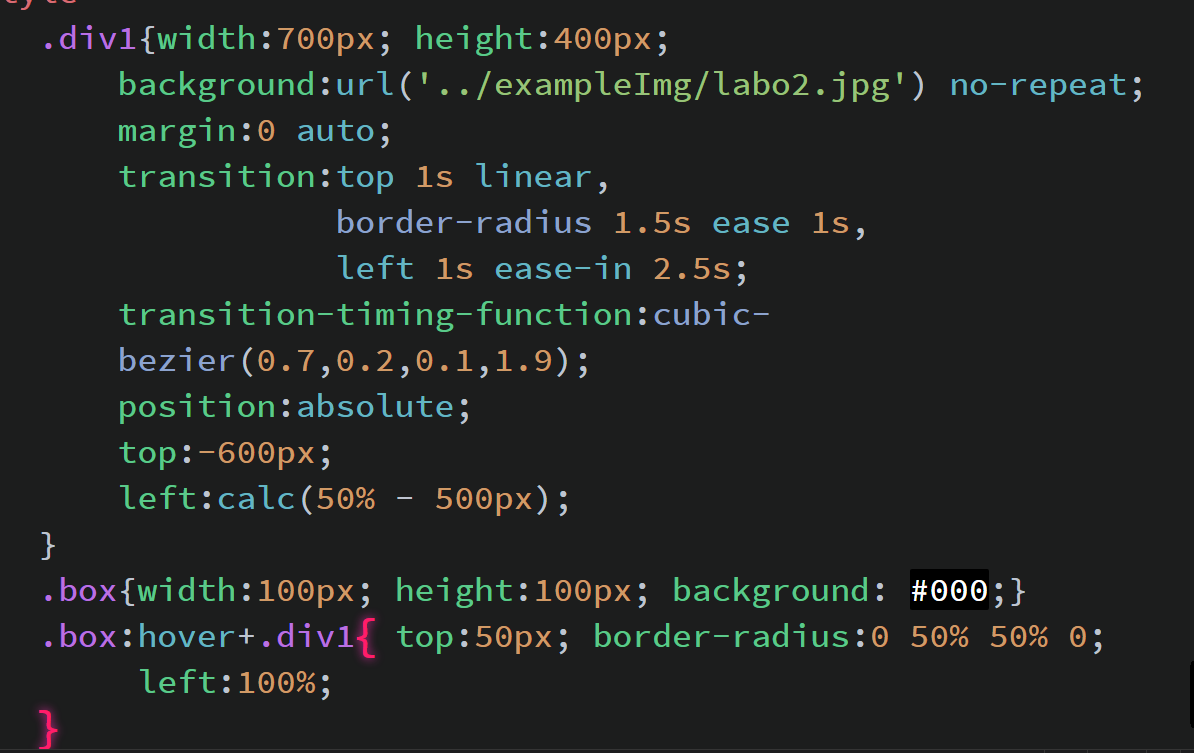 tyle
.div1{width:700px; height:400px;
background:url('../exampleImg/labo2.jpg') no-repeat;
margin:0 auto;
transition:top 1s linear,
border-radius 1.5s ease 1s,
left 1s ease-in 2.5s;
transition-timing-function:cubic-
bezier(0.7,0.2,0.1,1.9);
position:absolute;
top:-600px;
left:calc(50% - 500px);
}
.box{width:100px; height:100px; background: #000;}
.box:hover+.div1{ top:50px; border-radius:0 50% 50% 0;
left:100%;
}